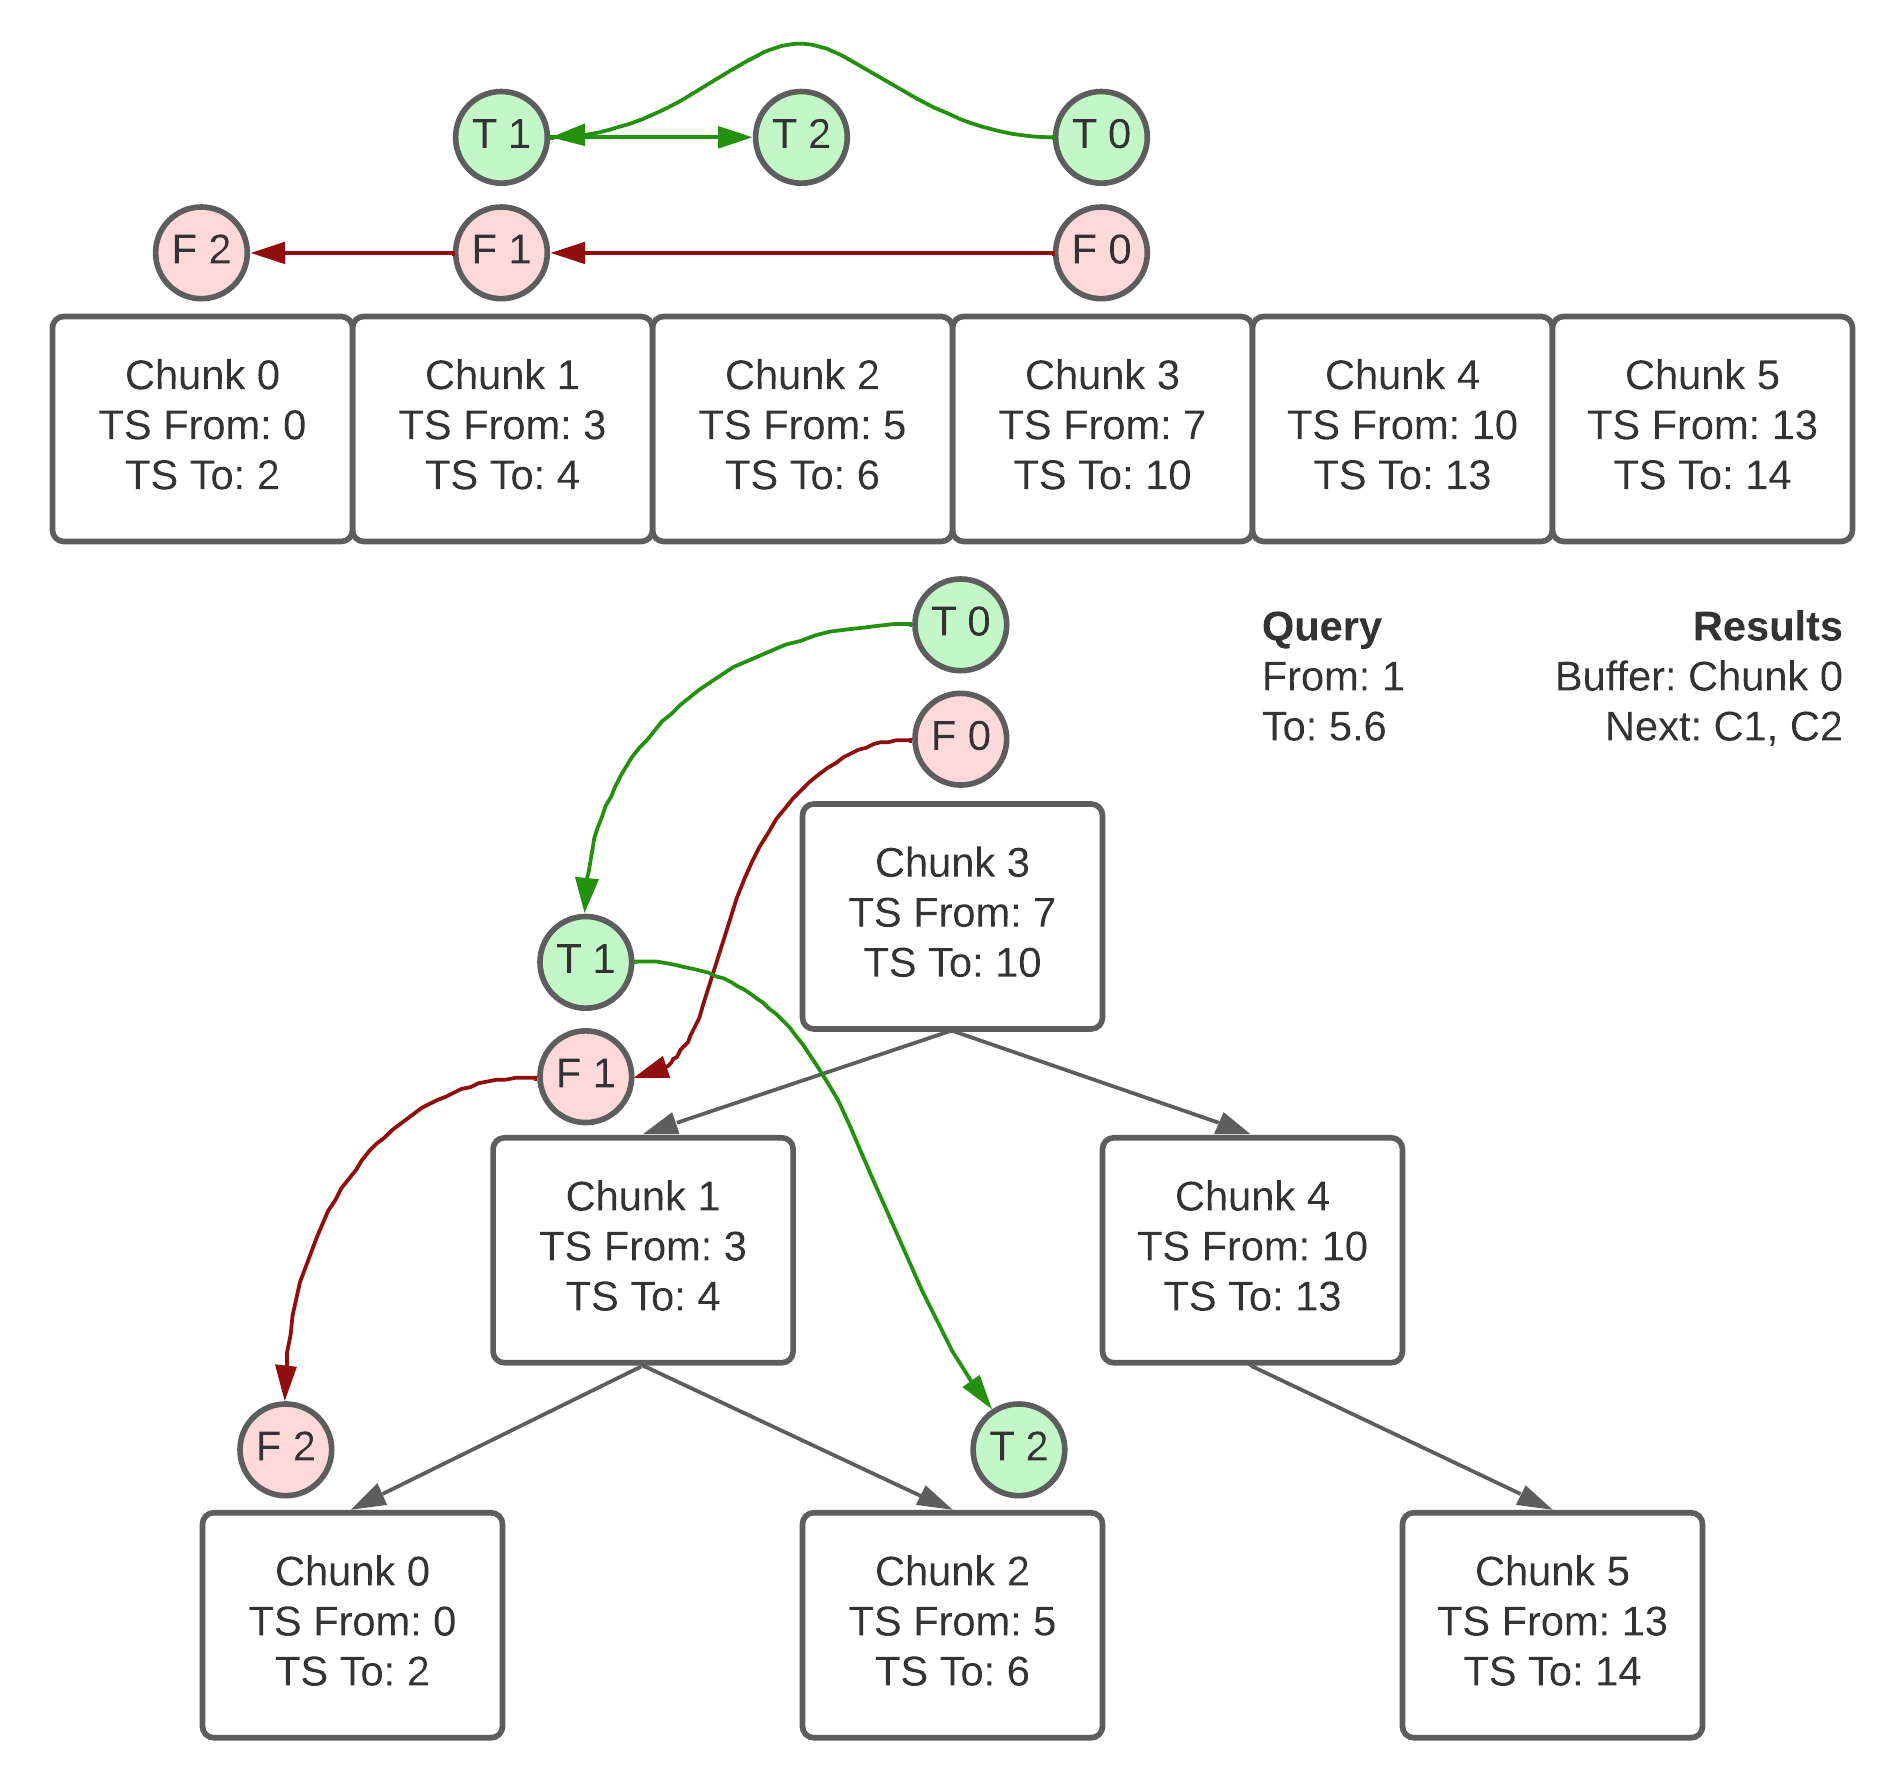 T 1
T 2
T 0
F 2
F 1
F 0
Chunk 0
TS From: 0
TS To: 2
Chunk 1
TS From: 3
TS To: 4
Chunk 2
TS From: 5
TS To: 6
Chunk 3
TS From: 7
TS To: 10
Chunk 4
TS From: 10
TS To: 13
Chunk 5
TS From: 13
TS To: 14
T 0
F 0
Query
From: 1
To: 5.6
Results
Buffer: Chunk 0
Next: C1, C2
Chunk 3
TS From: 7
TS To: 10
T 1
F 1
Chunk 1
TS From: 3
TS To: 4
Chunk 4
TS From: 10
TS To: 13
F 2
T 2
Chunk 0
TS From: 0
TS To: 2
Chunk 2
TS From: 5
TS To: 6
Chunk 5
TS From: 13
TS To: 14